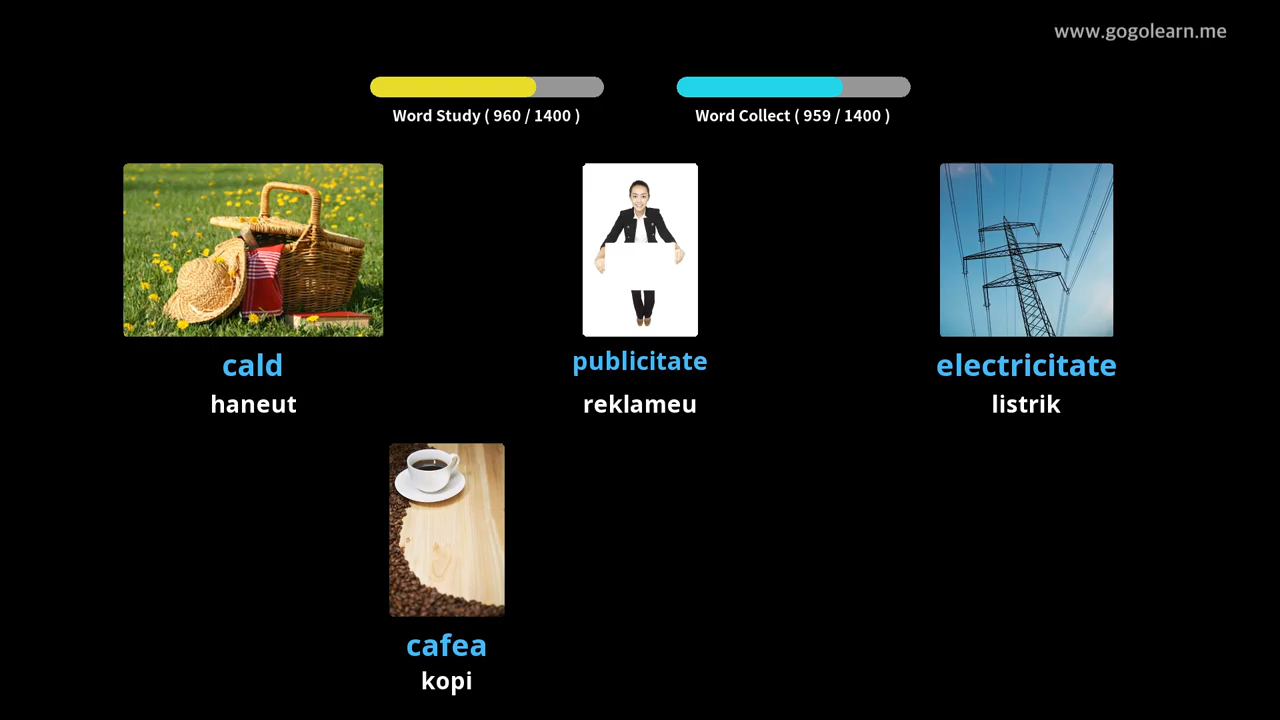 www.gogolearn.me
Word Study ( 960 / 1400 )
Word Collect ( 959 / 1400 )
cald
haneut
publicitate
reklameu
electricitate
listrik
cafea
kopi